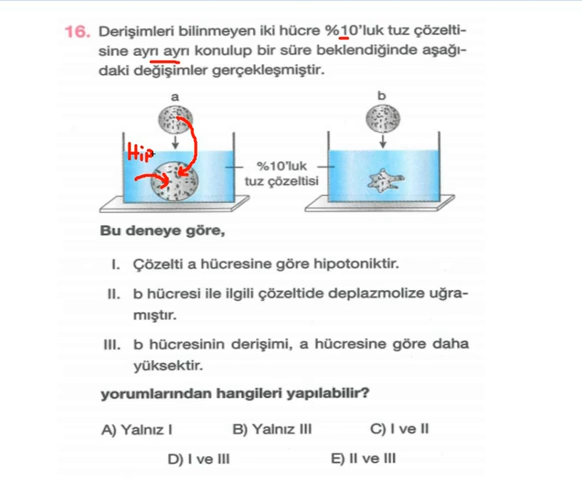 16. Derişimleri bilinmeyen iki hücre %10'luk tuz çözelti-
sine ayrı ayrı konulup bir süre beklendiğinde aşağı-
daki değişimler gerçekleşmiştir.
a
b
Hip
%10'luk
tuz çözeltisi
Bu deneye göre,
I. Çözelti a hücresine göre hipotoniktir.
II. b hücresi ile ilgili çözeltide deplazmolize uğra-
mıştır.
III. b hücresinin derişimi, a hücresine göre daha
yüksektir.
yorumlarından hangileri yapılabilir?
A) Yalnız I B) Yalnız III C) I ve II
D) I ve III E) II ve III